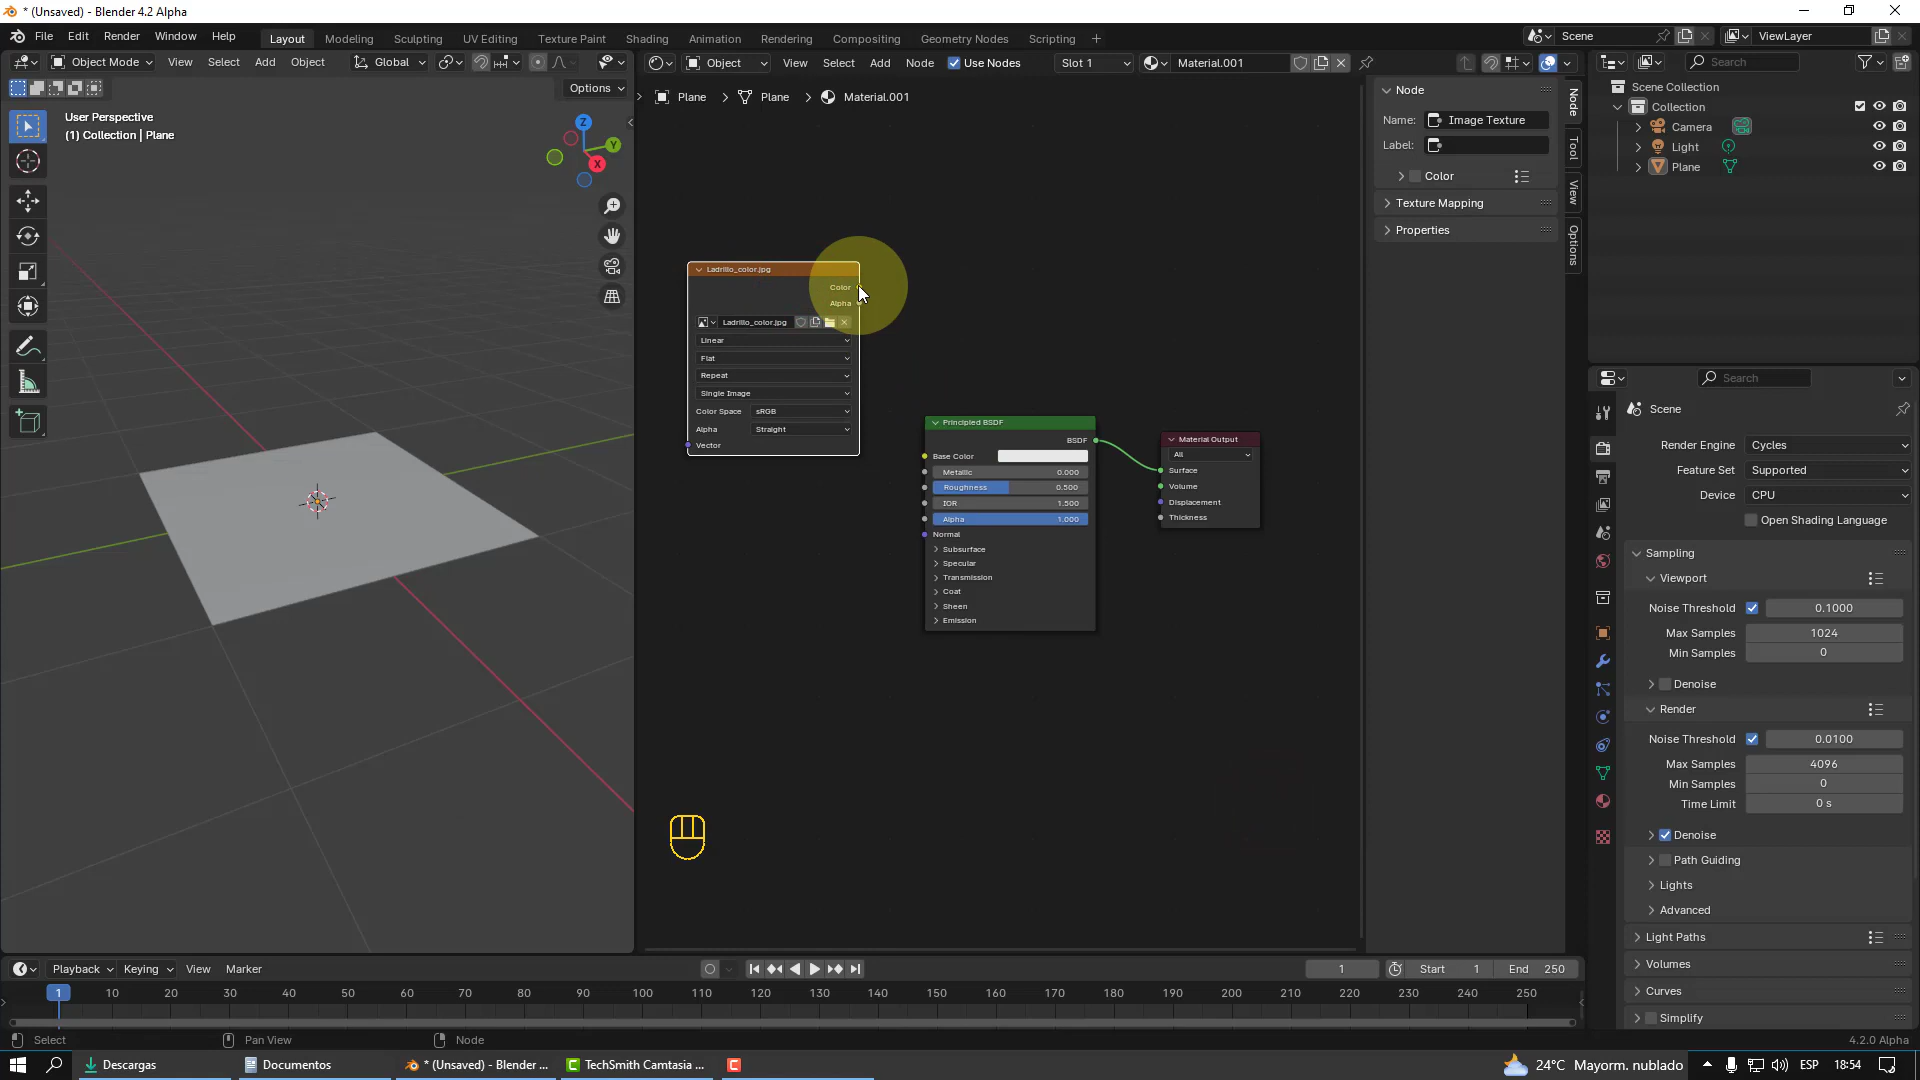 * (Unsaved) - Blender 4.2 Alpha
File Edit Render Window Help Layout Modeling Sculpting UV Editing Texture Paint Shading Animation Rendering Compositing Geometry Nodes Scripting + Scene ViewLayer
Object Mode View Select Add Object Global
Object View Select Add Node Use Nodes Slot 1 Material.001
Search
Options
User Perspective
(1) Collection | Plane
Z
Y
X
Plane > Plane > Material.001
Ladrillo_color.jpg
Color
Alpha
Ladrillo_color.jpg
Linear
Flat
Repeat
Single Image
Color Space sRGB
Alpha Straight
Vector
Principled BSDF
BSDF
Base Color
Metallic 0.000
Roughness 0.500
IOR 1.500
Alpha 1.000
Normal
Subsurface
Specular
Transmission
Coat
Sheen
Emission
Material Output
All
Surface
Volume
Displacement
Thickness
Node
Name: Image Texture
Label:
Color
Texture Mapping
Properties
Node
Tool
View
Options
Scene Collection
Collection
Camera
Light
Plane
Search
Scene
Render Engine Cycles
Feature Set Supported
Device CPU
Open Shading Language
Sampling
Viewport
Noise Threshold 0.1000
Max Samples 1024
Min Samples 0
Denoise
Render
Noise Threshold 0.0100
Max Samples 4096
Min Samples 0
Time Limit 0 s
Denoise
Path Guiding
Lights
Advanced
Light Paths
Volumes
Curves
Simplify
Playback Keying View Marker 1 Start 1 End 250
1 10 20 30 40 50 60 70 80 90 100 110 120 130 140 150 160 170 180 190 200 210 220 230 240 250
Select Pan View Node 4.2.0 Alpha
Descargas Documentos * (Unsaved) - Blender ... TechSmith Camtasia ... 24°C Mayorm. nublado ESP 18:54